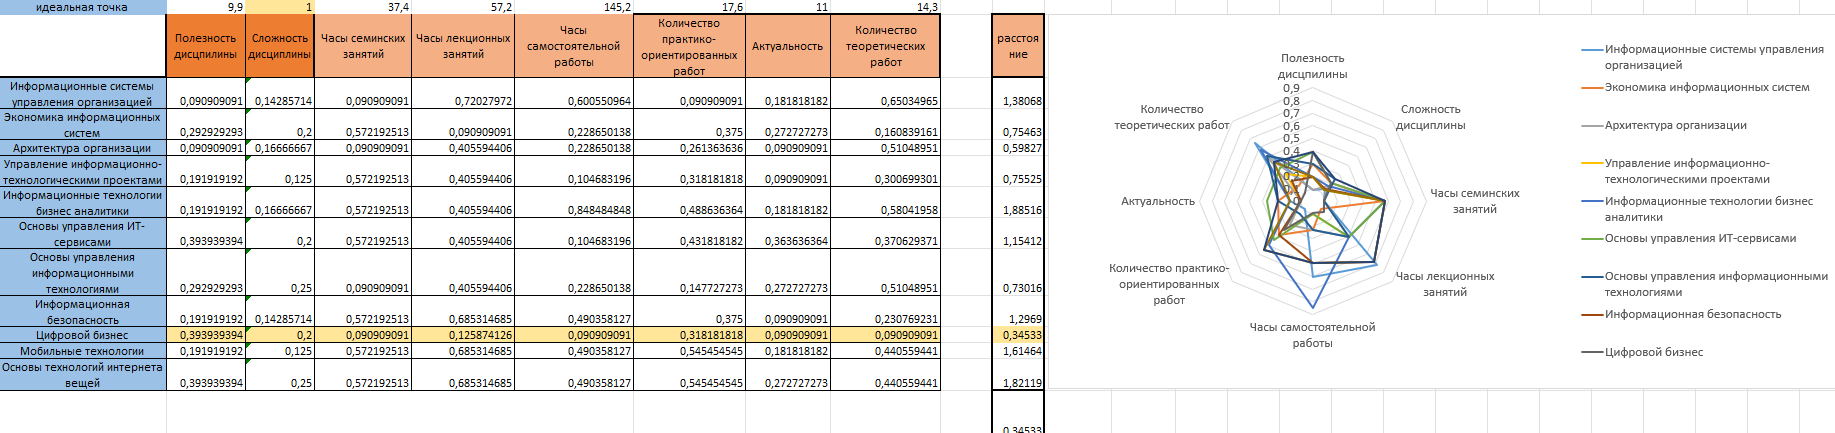 идеальная точка 9,9 1 37,4 57,2 145,2 17,6 11 14,3
Полезность дисцпилины
Сложность дисциплины
Часы семинских занятий
Часы лекционных занятий
Часы самостоятельной работы
Количество практико-ориентированных работ
Актуальность
Количество теоретических работ
расстоя
ние
Информационные системы
управления организацией 0,090909091 0,14285714 0,090909091 0,72027972 0,600550964 0,090909091 0,181818182 0,65034965 1,38068
Экономика информационных
систем 0,292929293 0,2 0,572192513 0,090909091 0,228650138 0,375 0,272727273 0,160839161 0,75463
Архитектура организации 0,090909091 0,16666667 0,090909091 0,405594406 0,228650138 0,261363636 0,090909091 0,51048951 0,59827
Управление информационно-
технологическими проектами 0,191919192 0,125 0,572192513 0,405594406 0,104683196 0,318181818 0,090909091 0,300699301 0,75525
Информационные технологии
бизнес аналитики 0,191919192 0,16666667 0,572192513 0,405594406 0,848484848 0,488636364 0,181818182 0,58041958 1,88516
Основы управления ИТ-
сервисами 0,393939394 0,2 0,572192513 0,405594406 0,104683196 0,431818182 0,363636364 0,370629371 1,15412
Основы управления
информационными
технологиями 0,292929293 0,25 0,090909091 0,405594406 0,228650138 0,147727273 0,272727273 0,51048951 0,73016
Информационная
безопасность 0,191919192 0,14285714 0,572192513 0,685314685 0,490358127 0,375 0,090909091 0,230769231 1,2969
Цифровой бизнес 0,393939394 0,2 0,090909091 0,125874126 0,090909091 0,318181818 0,090909091 0,090909091 0,34533
Мобильные технологии 0,191919192 0,125 0,572192513 0,685314685 0,490358127 0,545454545 0,181818182 0,440559441 1,61464
Основы технологий интернета
вещей 0,393939394 0,25 0,572192513 0,685314685 0,490358127 0,545454545 0,272727273 0,440559441 1,82119
0,34533
Полезность
дисцпилины
Сложность
дисциплины
Часы семинских
занятий
Часы лекционных
занятий
Часы самостоятельной
работы
Количество практико-
ориентированных
работ
Актуальность
Количество
теоретических работ
0,9
0,8
0,7
0,6
0,5
0,4
Информационные системы управления
организацией
Экономика информационных систем
Архитектура организации
Управление информационно-
технологическими проектами
Информационные технологии бизнес
аналитики
Основы управления ИТ-сервисами
Основы управления информационными
технологиями
Информационная безопасность
Цифровой бизнес